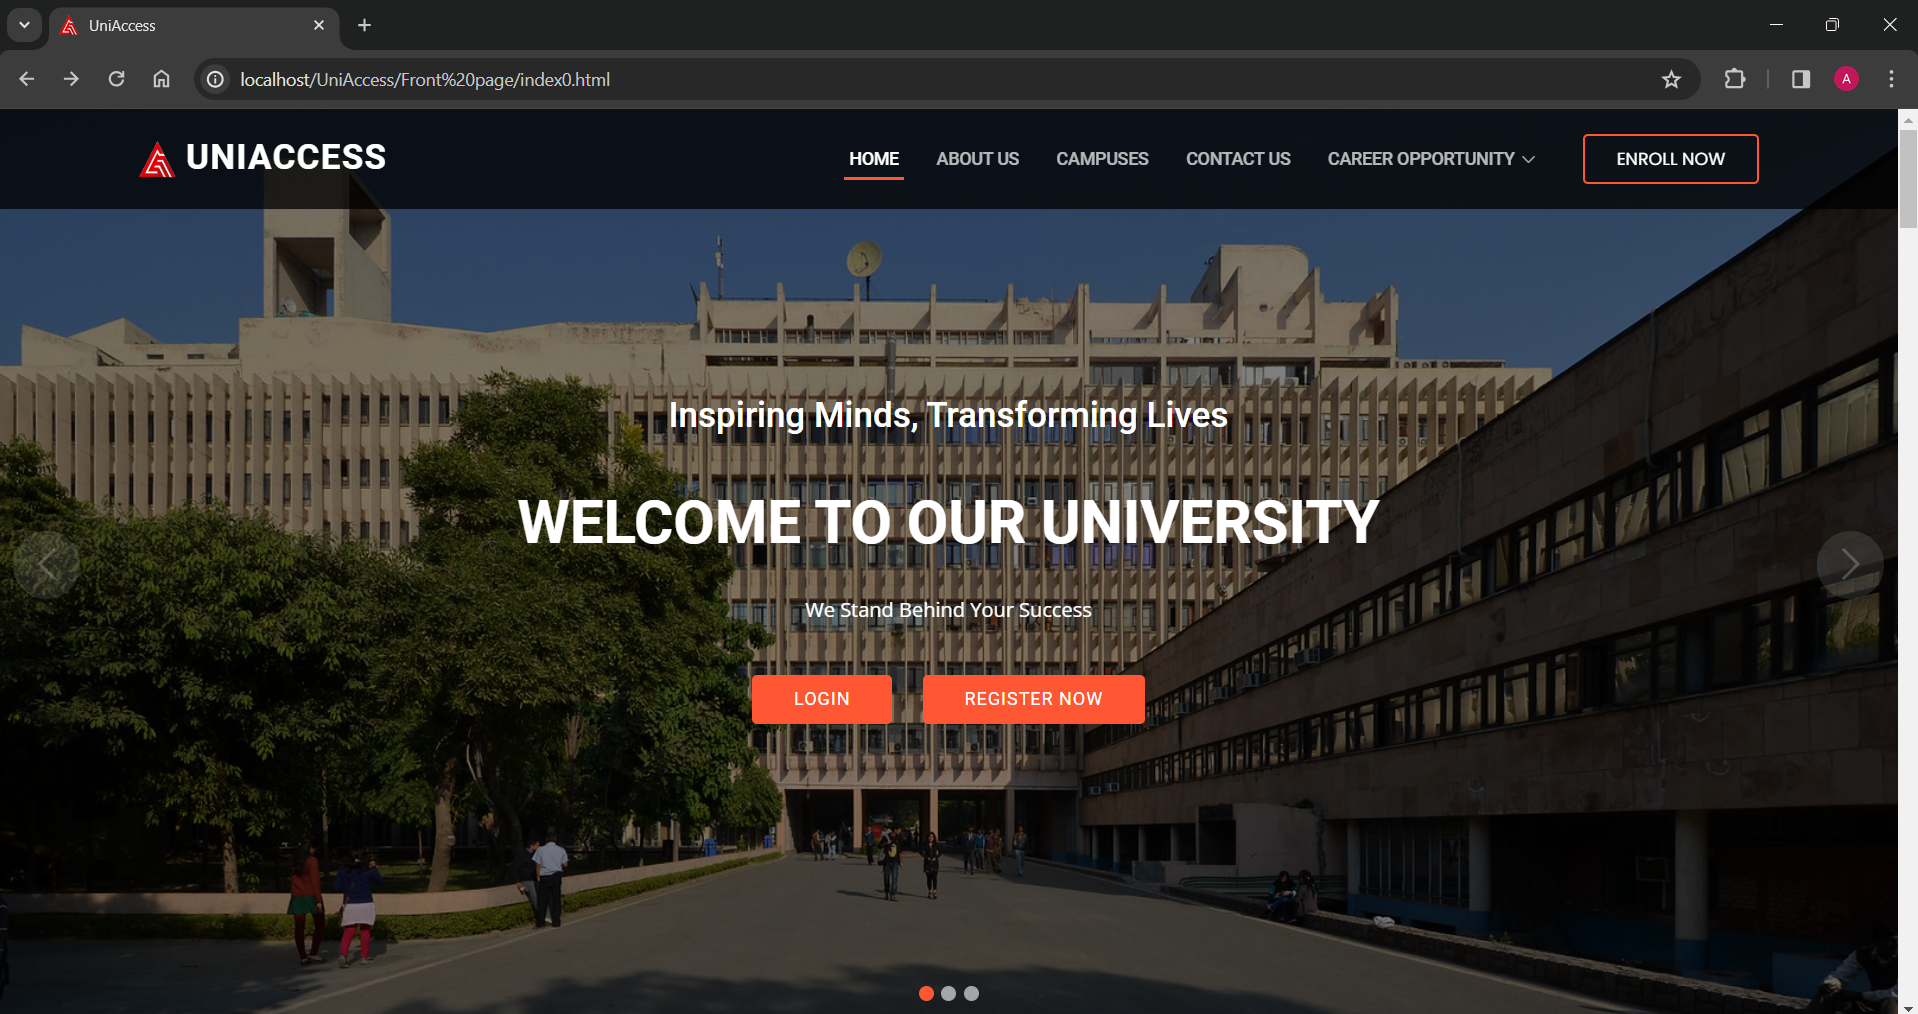 UniAccess
localhost/UniAccess/Front%20page/index0.html
A
UNIACCESS
HOME
ABOUT US
CAMPUSES
CONTACT US
CAREER OPPORTUNITY
ENROLL NOW
Inspiring Minds, Transforming Lives
WELCOME TO OUR UNIVERSITY
We Stand Behind Your Success
LOGIN
REGISTER NOW